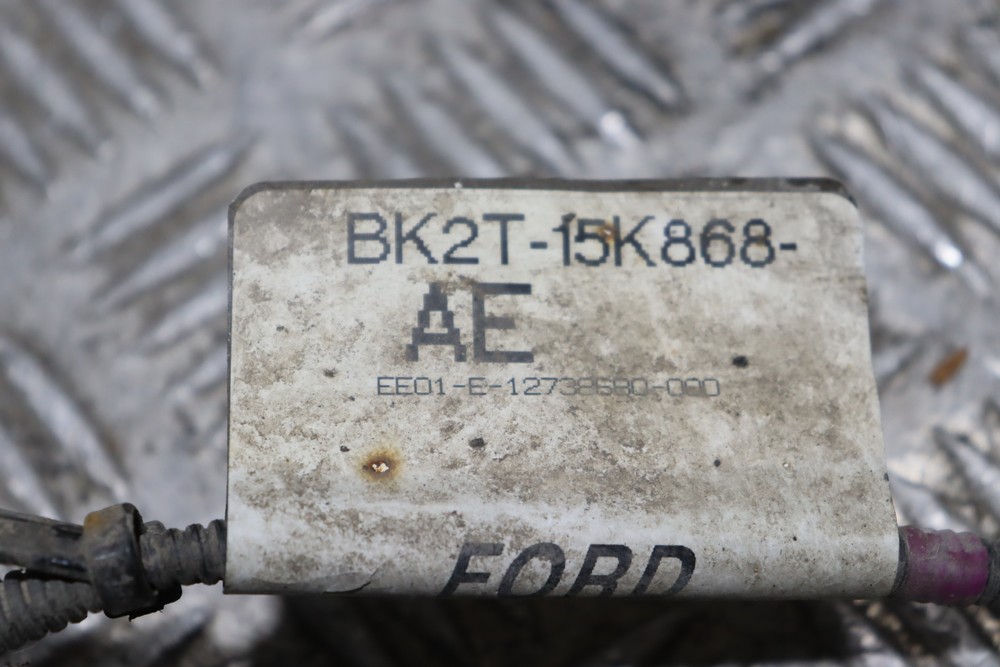 BK2T-15K868-
AE
EE01-E-12738680-000
FORD